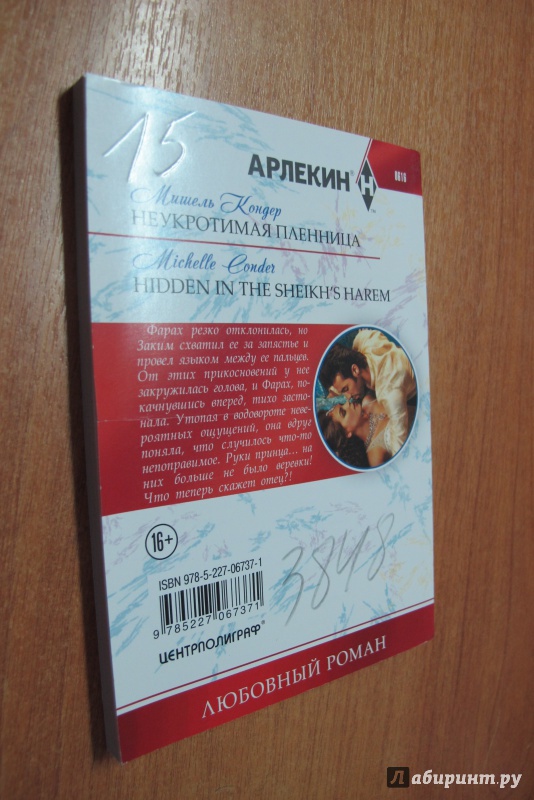 15
АРЛЕКИН®
Н
™
0616
Мишель Кондер
НЕУКРОТИМАЯ ПЛЕННИЦА
Michelle Conder
HIDDEN IN THE SHEIKH'S HAREM
Фарах резко отклонилась, но
Заким схватил ее за запястье и
провел языком между ее пальцев.
От этих прикосновений у нее
закружилась голова, и Фарах, по-
качнувшись вперед, тихо засто-
нала. Утопая в водовороте неве-
роятных ощущений, она вдруг
поняла, что случилось что-то
непоправимое. Руки принца... на
них больше не было веревки!
Что теперь скажет отец?!
16+
ISBN 978-5-227-06737-1
9 785227 067371
ЦЕНТРПОЛИГРАФ®
3848
ЛЮБОВНЫЙ РОМАН
Лабиринт.ру